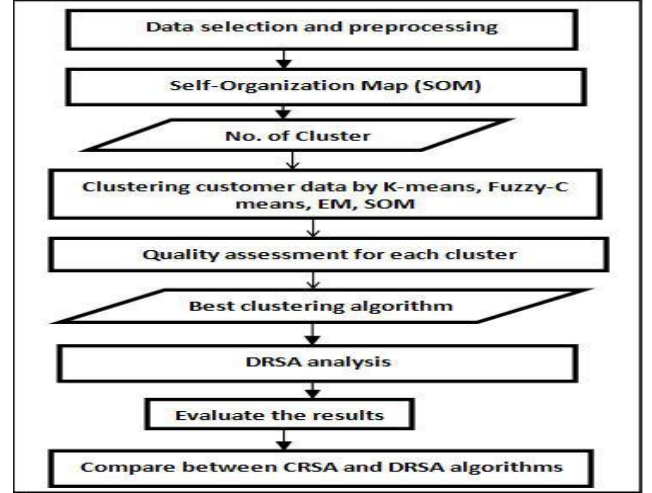 Data selection and preprocessing
Self-Organization Map (SOM)
No. of Cluster
Clustering customer data by K-means, Fuzzy-C
means, EM, SOM
Quality assessment for each cluster
Best clustering algorithm
DRSA analysis
Evaluate the results
Compare between CRSA and DRSA algorithms